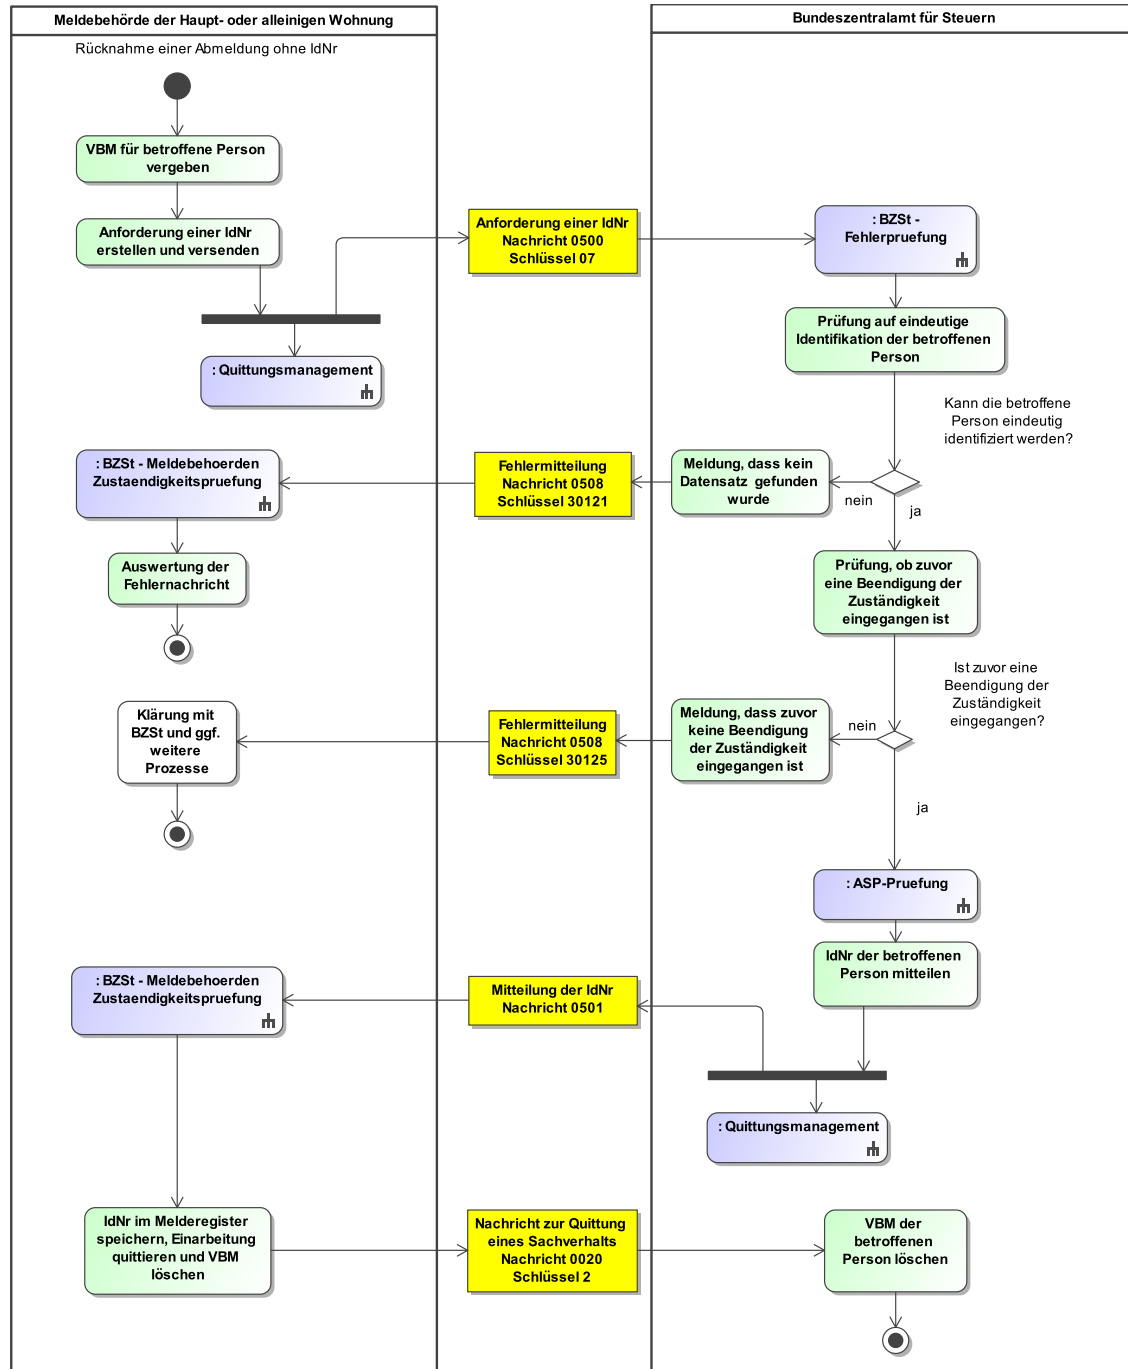 Meldebehörde der Haupt- oder alleinigen Wohnung
Bundeszentralamt für Steuern
Rücknahme einer Abmeldung ohne IdNr
VBM für betroffene Person
vergeben
Anforderung einer IdNr
erstellen und versenden
Anforderung einer IdNr
Nachricht 0500
Schlüssel 07
: BZSt -
Fehlerpruefung
Prüfung auf eindeutige
Identifikation der betroffenen
Person
: Quittungsmanagement
Kann die betroffene
Person eindeutig
identifiziert werden?
: BZSt - Meldebehoerden
Zustaendigkeitspruefung
Fehlermitteilung
Nachricht 0508
Schlüssel 30121
Meldung, dass kein
Datensatz gefunden
wurde
nein
ja
Auswertung der
Fehlernachricht
Prüfung, ob zuvor
eine Beendigung der
Zuständigkeit
eingegangen ist
Ist zuvor eine
Beendigung der
Zuständigkeit
eingegangen?
Klärung mit
BZSt und ggf.
weitere
Prozesse
Fehlermitteilung
Nachricht 0508
Schlüssel 30125
Meldung, dass zuvor
keine Beendigung
der Zuständigkeit
eingegangen ist
nein
ja
: ASP-Pruefung
IdNr der betroffenen
Person mitteilen
: BZSt - Meldebehoerden
Zustaendigkeitspruefung
Mitteilung der IdNr
Nachricht 0501
: Quittungsmanagement
IdNr im Melderegister
speichern, Einarbeitung
quittieren und VBM
löschen
Nachricht zur Quittung
eines Sachverhalts
Nachricht 0020
Schlüssel 2
VBM der
betroffenen
Person löschen